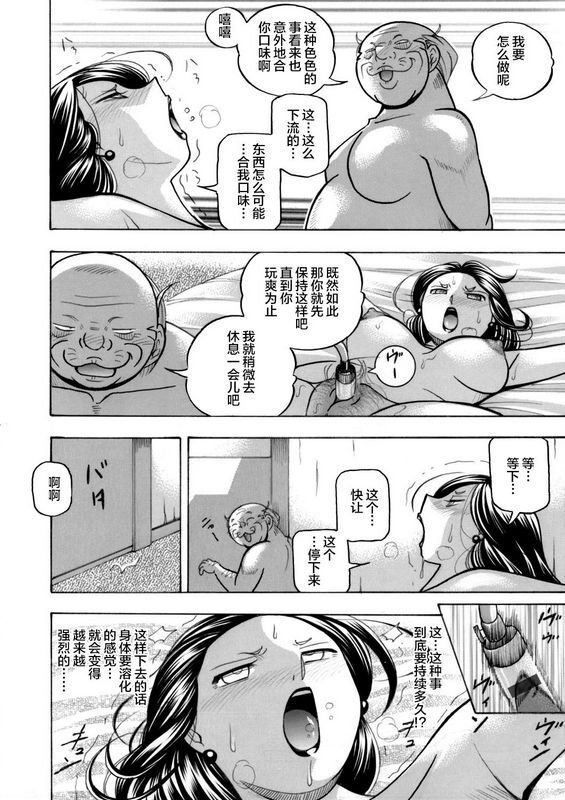 我要
怎么做呢
这种色色的
事看来也
意外地合
你口味啊
嘻嘻
这…这么
下流的…
东西怎么可能
…合我口味…
既然如此
那你就先
保持这样吧
直到你
玩爽为止
我就稍微去
休息一会儿吧
ヴー
等…
等下…
这个…
快让
这个
…停下来
バタ
啊啊
这…这种事
到底要持续多久!?
这样下去的话
身体要溶化
的感觉…
就会变得
越来越
强烈的……